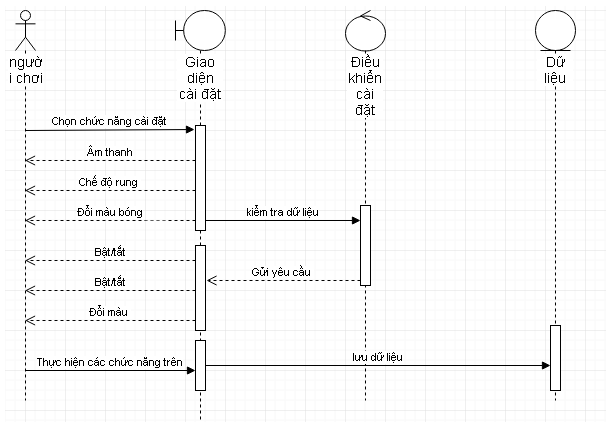 ngườ
i chơi
Giao
diện
cài đặt
Điều
khiển
cài
đặt
Dữ
liệu
Chọn chức năng cài đặt
Âm thanh
Chế độ rung
Đổi màu bóng
kiểm tra dữ liệu
Bật/tắt
Gửi yêu cầu
Bật/tắt
Đổi màu
Thực hiện các chức năng trên
lưu dữ liệu